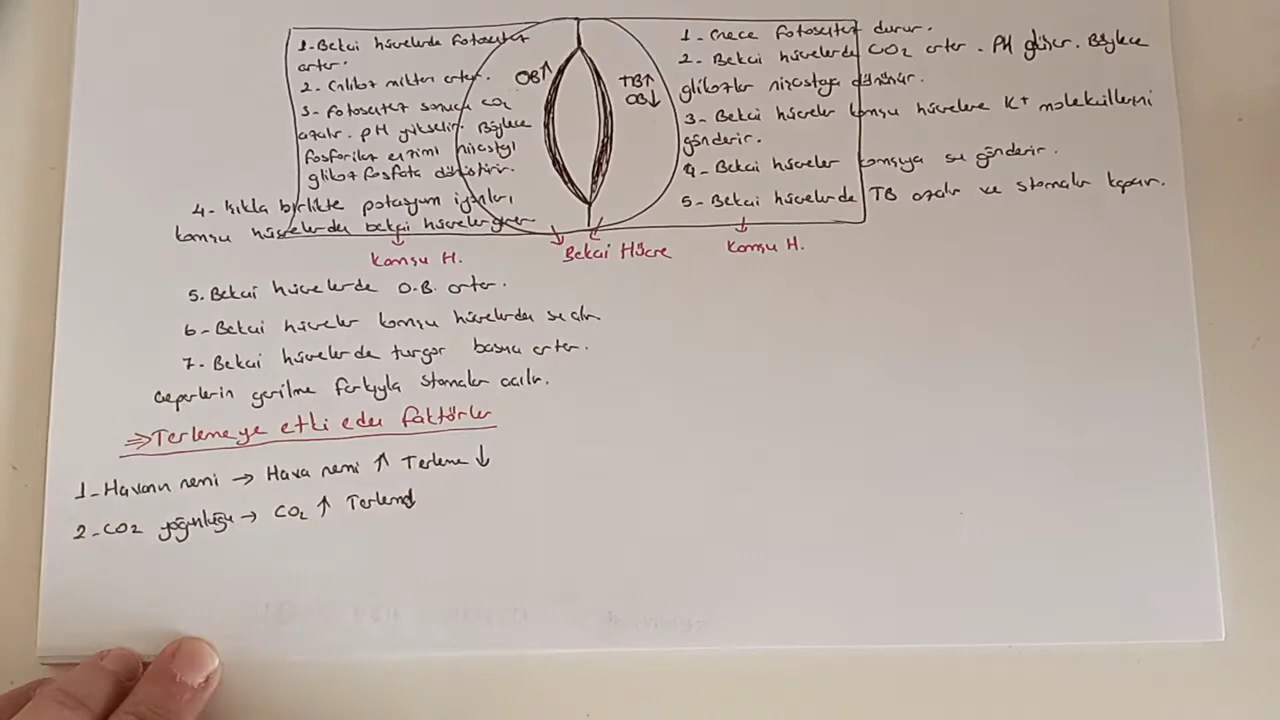 1-Bekçi hücrelerde fotosentez
artar.
2- Glikoz miktarı artar.
3- Fotosentez sonucu CO2
azalır. pH yükselir. Böylece
fosforilaz enzimi nişastayı
glikoz fosfata dönüştürür.
4- Işıkla birlikte potasyum iyonları,
komşu hücrelerden bekçi hücrelere girer
OB↑
TB↑
OB↓
1- Gece fotosentez durur.
2- Bekçi hücrelerde CO2 artar. PH düşer. Böylece
glikozlar nişastaya dönüşür.
3- Bekçi hücreler komşu hücrelere K+ moleküllerini
gönderir.
4- Bekçi hücreler komşuya su gönderir.
5- Bekçi hücrelerde TB azalır ve stomalar kapanır.
Komşu H.
Bekçi Hücre
Komşu H.
5. Bekçi hücrelerde O.B. artar.
6- Bekçi hücreler komşu hücrelerden su alır.
7- Bekçi hücrelerde turgor basıncı artar.
Çeperlerin gerilme farkıyla stomalar açılır.
⇒Terlemeye etki eden faktörler
1-Havanın nemi → Hava nemi ↑ Terleme ↓
2-CO2 yoğunluğu → CO2 ↑ Terleme↓